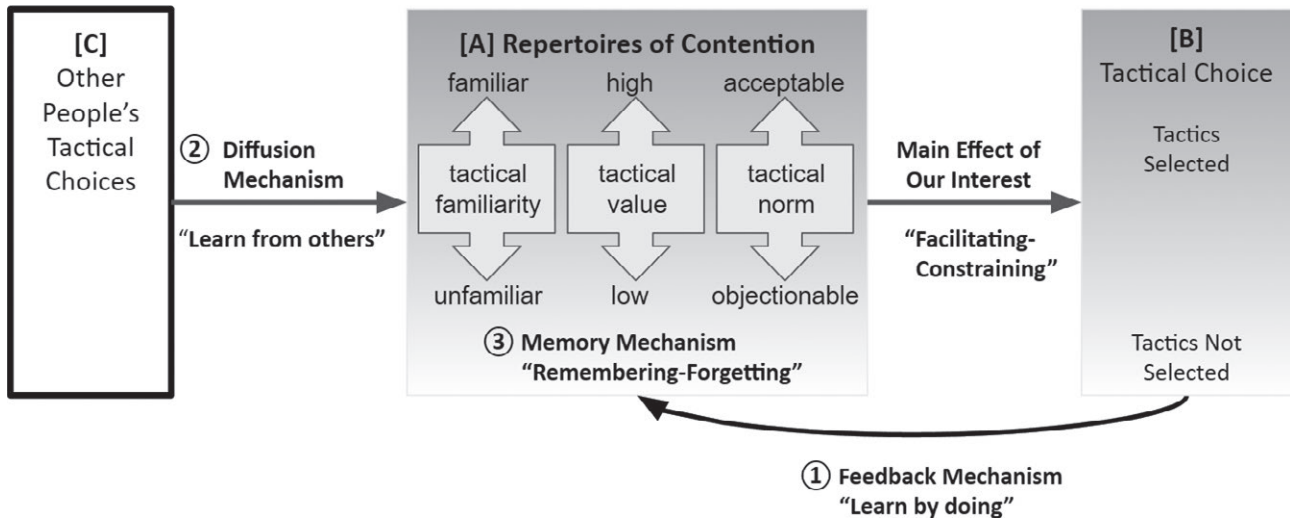 [C]
Other
People’s
Tactical
Choices
② Diffusion
Mechanism
“Learn from others”
[A] Repertoires of Contention
familiar high acceptable
tactical tactical tactical
familiarity value norm
unfamiliar low objectionable
③ Memory Mechanism
“Remembering-Forgetting”
Main Effect of
Our Interest
“Facilitating-
Constraining”
[B]
Tactical Choice
Tactics
Selected
Tactics Not
Selected
① Feedback Mechanism
“Learn by doing”